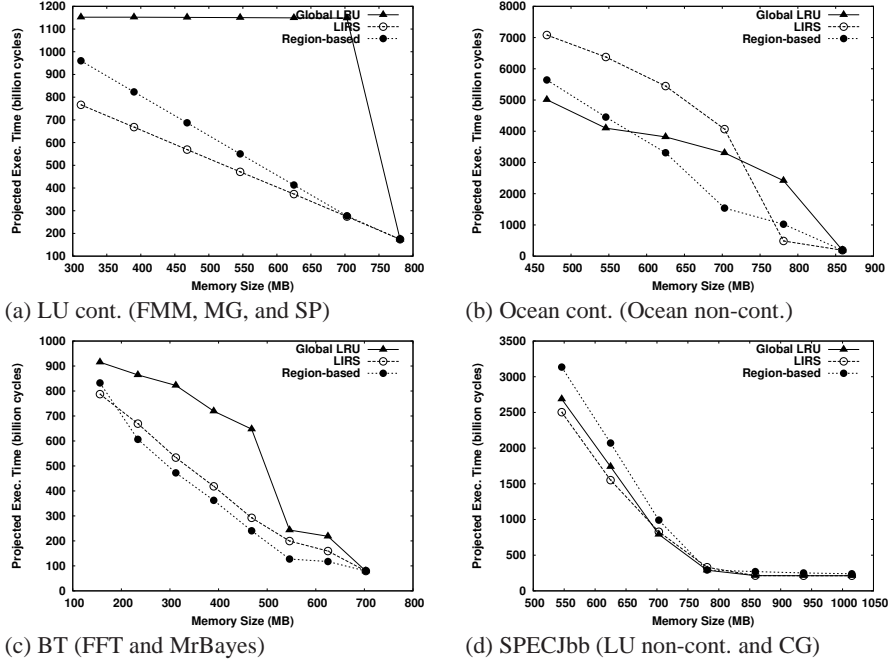 1200
1100
1000
900
800
700
600
500
400
300
200
100
300 350 400 450 500 550 600 650 700 750 800
Projected Exec. Time (billion cycles)
Memory Size (MB)
Global LRU
LIRS
Region-based
(a) LU cont. (FMM, MG, and SP)
8000
7000
6000
5000
4000
3000
2000
1000
0
450 500 550 600 650 700 750 800 850 900
Projected Exec. Time (billion cycles)
Memory Size (MB)
Global LRU
LIRS
Region-based
(b) Ocean cont. (Ocean non-cont.)
1000
900
800
700
600
500
400
300
200
100
0
100 200 300 400 500 600 700 800
Projected Exec. Time (billion cycles)
Memory Size (MB)
Global LRU
LIRS
Region-based
(c) BT (FFT and MrBayes)
3500
3000
2500
2000
1500
1000
500
0
500 550 600 650 700 750 800 850 900 950 1000 1050
Projected Exec. Time (billion cycles)
Memory Size (MB)
Global LRU
LIRS
Region-based
(d) SPECJbb (LU non-cont. and CG)